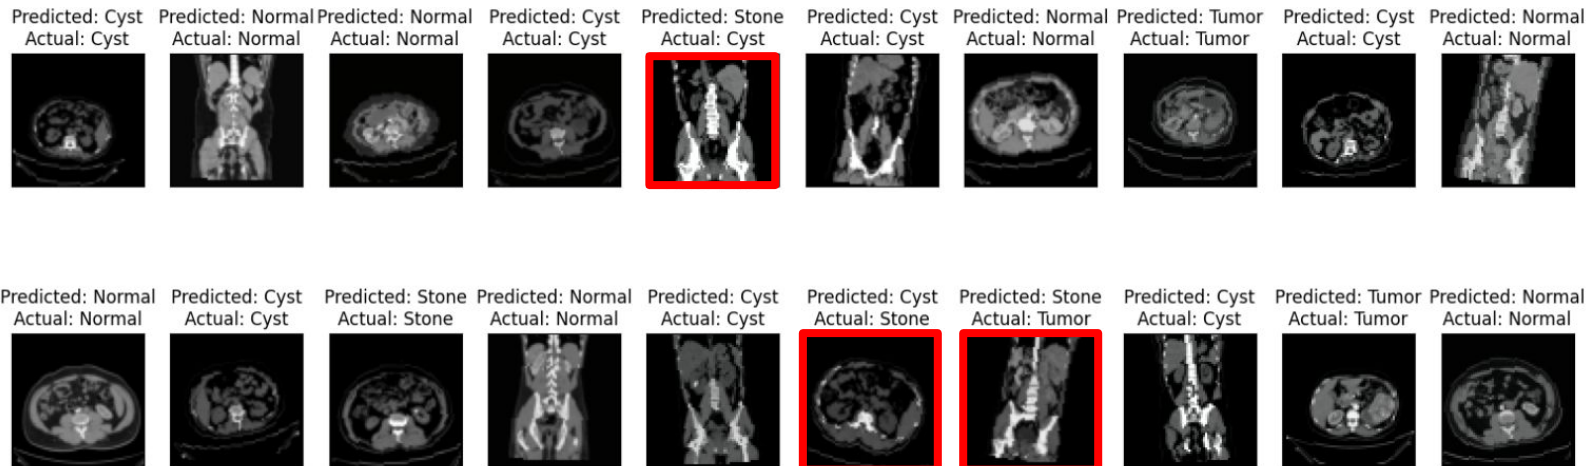 Predicted: Cyst Predicted: Normal Predicted: Normal Predicted: Cyst Predicted: Stone Predicted: Cyst Predicted: Normal Predicted: Tumor Predicted: Cyst Predicted: Normal
Actual: Cyst Actual: Normal Actual: Normal Actual: Cyst Actual: Cyst Actual: Cyst Actual: Normal Actual: Tumor Actual: Cyst Actual: Normal
Predicted: Normal Predicted: Cyst Predicted: Stone Predicted: Normal Predicted: Cyst Predicted: Cyst Predicted: Stone Predicted: Cyst Predicted: Tumor Predicted: Normal
Actual: Normal Actual: Cyst Actual: Stone Actual: Normal Actual: Cyst Actual: Stone Actual: Tumor Actual: Cyst Actual: Tumor Actual: Normal